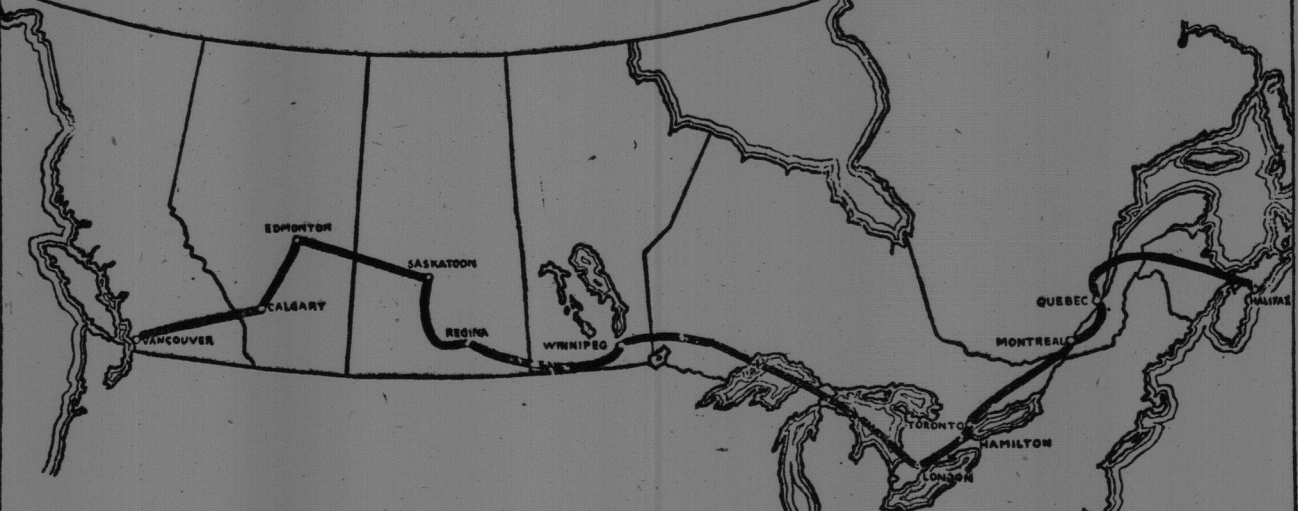 EDMONTON
SASKATOON
CALGARY
VANCOUVER
REGINA
WINNIPEG
QUEBEC
HALIFAX
MONTREAL
TORONTO
HAMILTON
LONDON